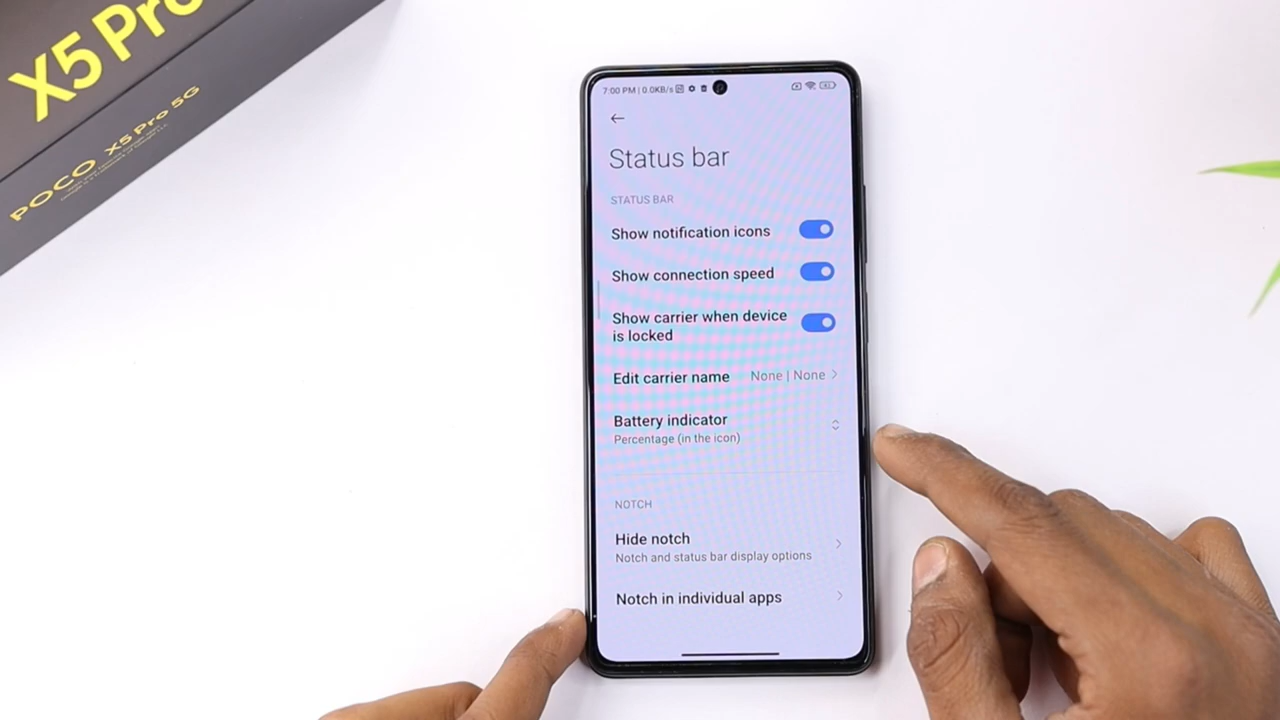 X5 Pro
POCO X5 Pro 5G
7:00 PM | 0.0KB/s
Status bar
STATUS BAR
Show notification icons
Show connection speed
Show carrier when device
is locked
Edit carrier name None | None
Battery indicator
Percentage (in the icon)
NOTCH
Hide notch
Notch and status bar display options
Notch in individual apps